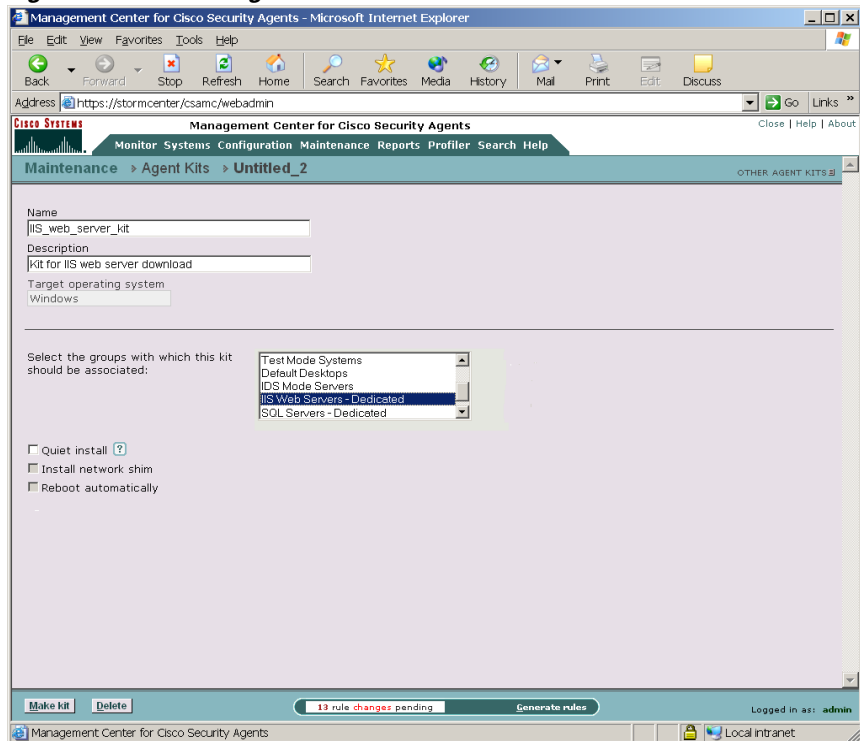 Management Center for Cisco Security Agents - Microsoft Internet Explorer
File Edit View Favorites Tools Help
Back Forward Stop Refresh Home Search Favorites Media History Mail Print Edit Discuss
Address https://stormcenter/csamc/webadmin Go Links »
CISCO SYSTEMS Management Center for Cisco Security Agents Close | Help | About
Monitor Systems Configuration Maintenance Reports Profiler Search Help
Maintenance > Agent Kits > Untitled_2 OTHER AGENT KITS
Name
IIS_web_server_kit
Description
Kit for IIS web server download
Target operating system
Windows
Select the groups with which this kit
should be associated:
Test Mode Systems
Default Desktops
IDS Mode Servers
IIS Web Servers - Dedicated
SQL Servers - Dedicated
Quiet install ?
Install network shim
Reboot automatically
Make kit Delete 13 rule changes pending Generate rules Logged in as: admin
Management Center for Cisco Security Agents Local intranet